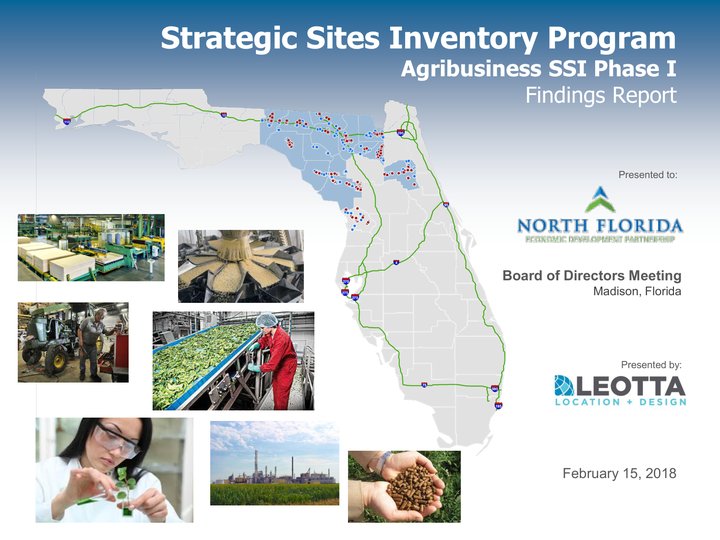 Strategic Sites Inventory Program
Agribusiness SSI Phase I
Findings Report
Presented to:
NORTH FLORIDA
ECONOMIC DEVELOPMENT PARTNERSHIP
Board of Directors Meeting
Madison, Florida
Presented by:
LEOTTA
LOCATION + DESIGN
February 15, 2018